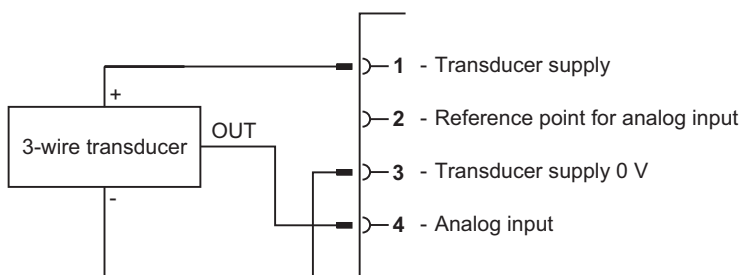 1 - Transducer supply
+
2 - Reference point for analog input
OUT
3-wire transducer
3 - Transducer supply 0 V
-
4 - Analog input